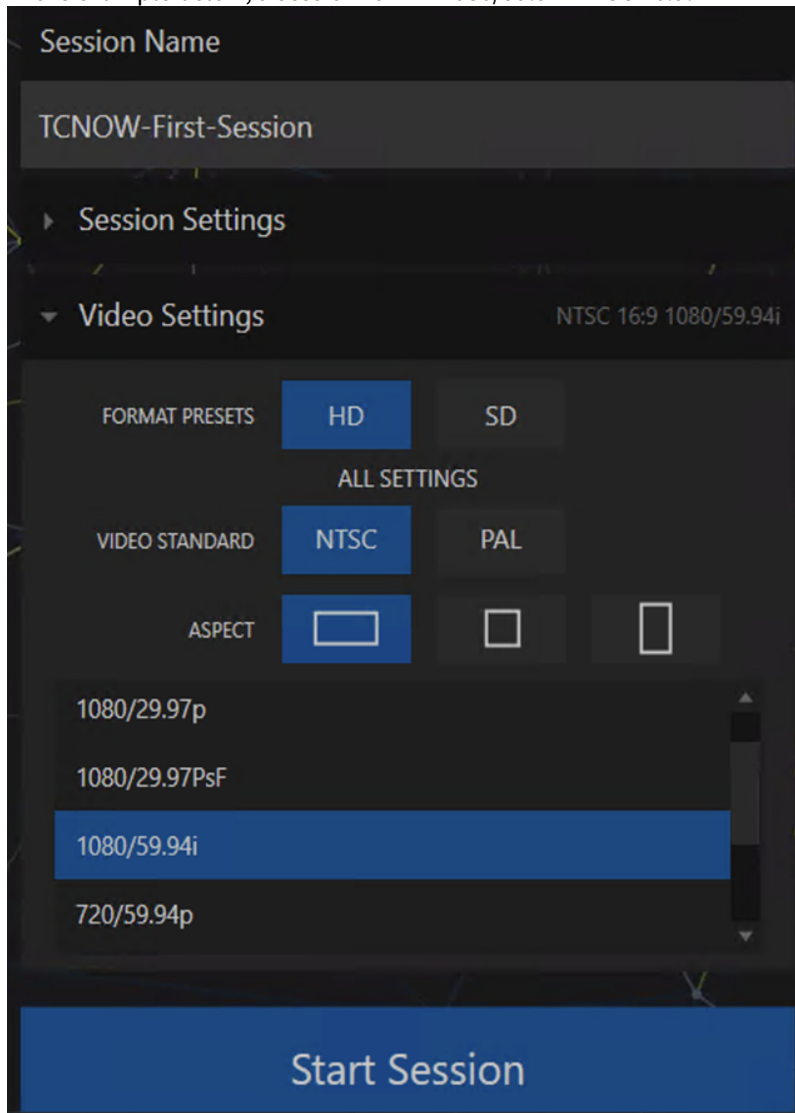 Session Name
TCNOW-First-Session
Session Settings
Video Settings NTSC 16:9 1080/59.94i
FORMAT PRESETS HD SD
ALL SETTINGS
VIDEO STANDARD NTSC PAL
ASPECT
1080/29.97p
1080/29.97PsF
1080/59.94i
720/59.94p
Start Session